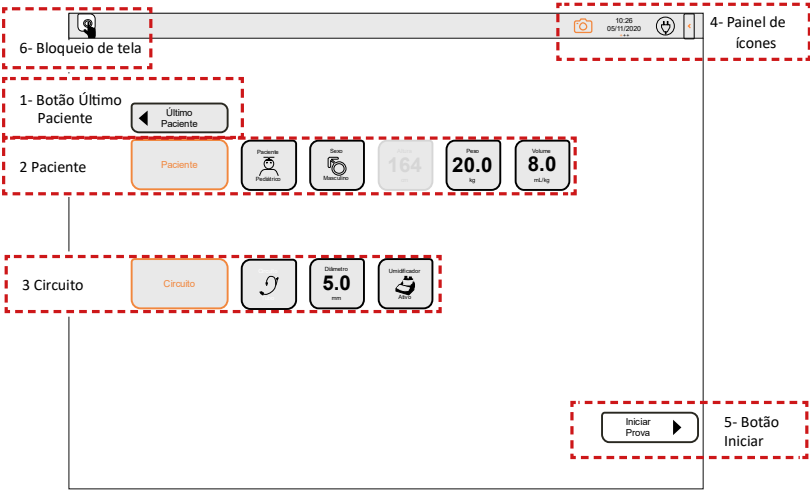 6- Bloqueio de tela
10:26
05/11/2020
4- Painel de
ícones
1- Botão Último
Paciente
Último
Paciente
2 Paciente
Paciente
Paciente
Pediátrico
Sexo
Masculino
164
Peso
20.0
kg
Volume
8.0
mL/kg
3 Circuito
Circuito
Diâmetro
5.0
mm
Umidificador
Ativo
Iniciar
Prova
5- Botão
Iniciar